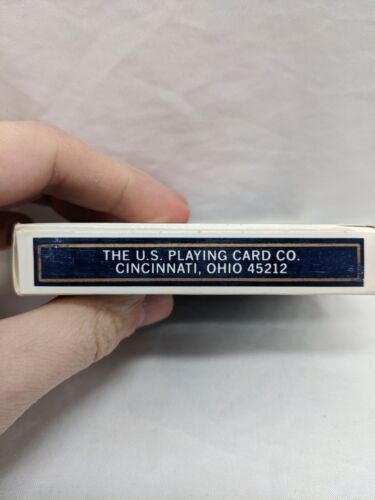 THE U.S. PLAYING CARD CO.
CINCINNATI, OHIO 45212